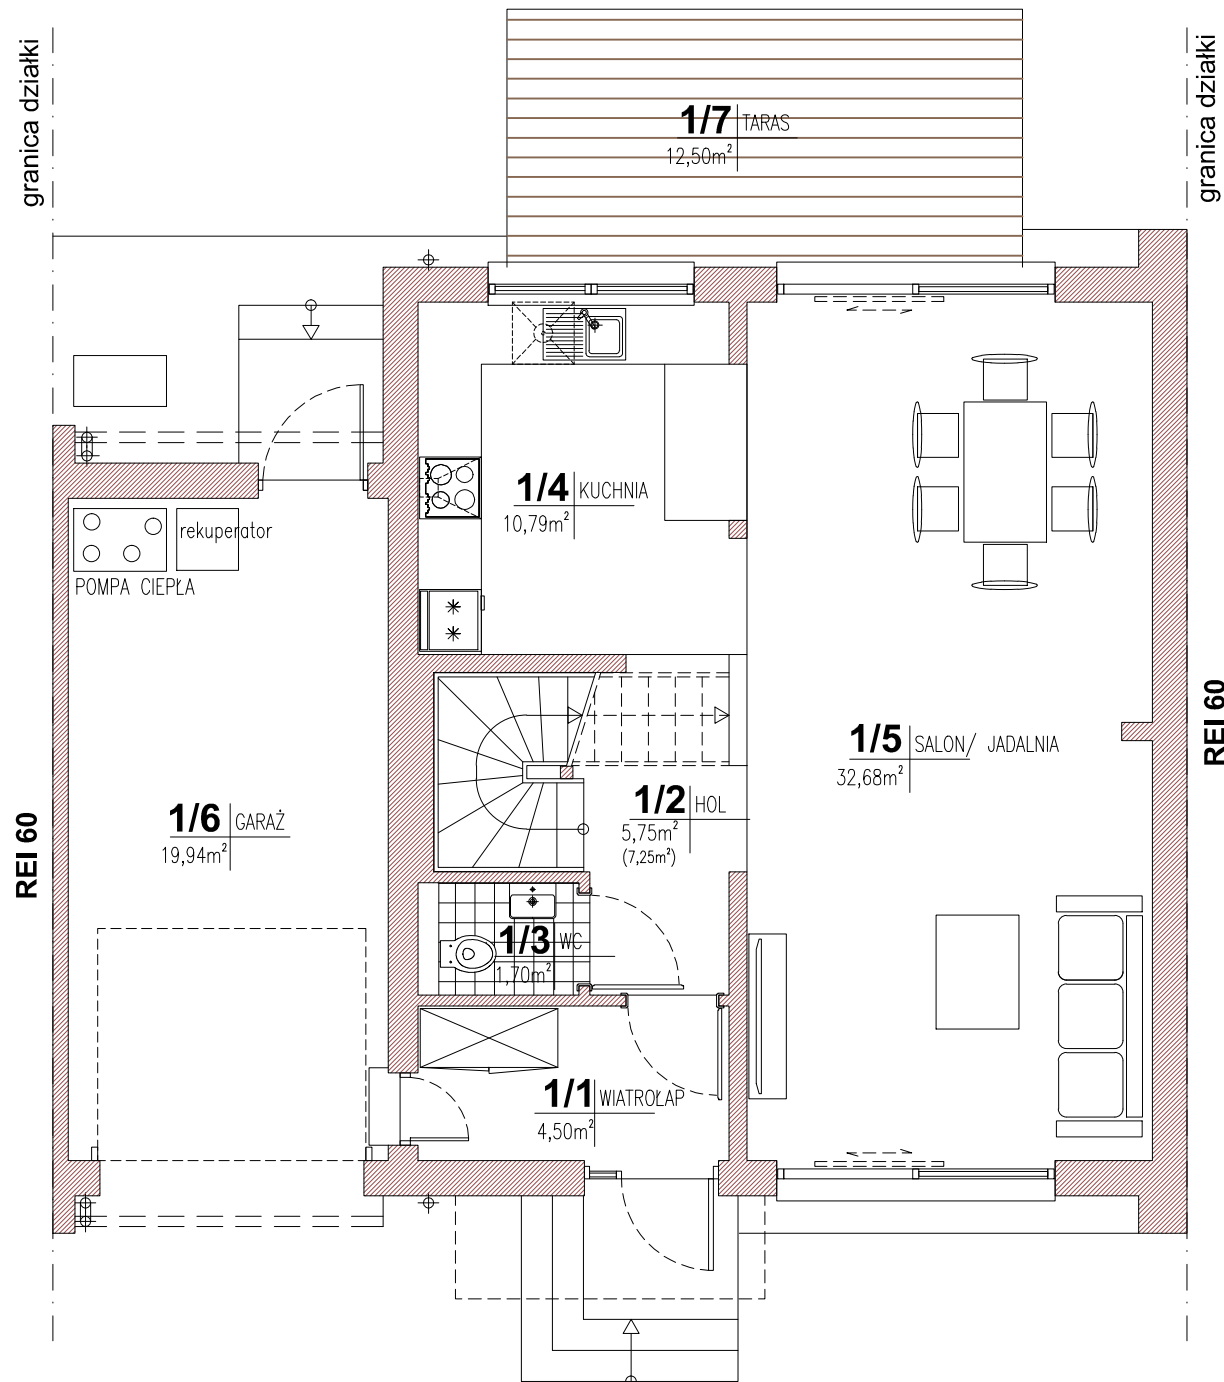 granica działki
granica działki
1/7 TARAS
12,50m²
1/4 KUCHNIA
10,79m²
rekuperator
POMPA CIEPŁA
REI 60
1/5 SALON/ JADALNIA
32,68m²
1/2 HOL
5,75m²
(7,25m²)
1/6 GARAŻ
19,94m²
REI 60
1/3 WC
1,70m²
1/1 WIATROŁAP
4,50m²